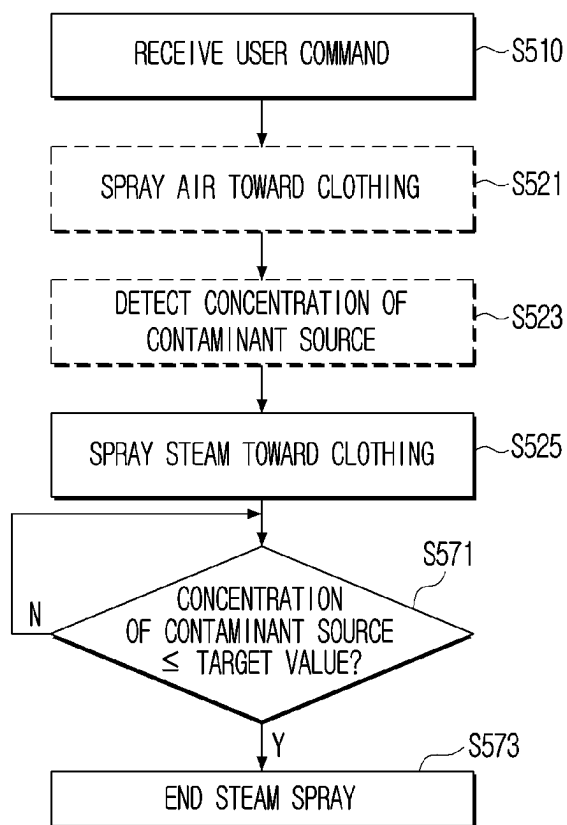 RECEIVE USER COMMAND
S510
SPRAY AIR TOWARD CLOTHING
S521
DETECT CONCENTRATION OF
CONTAMINANT SOURCE
S523
SPRAY STEAM TOWARD CLOTHING
S525
S571
N
CONCENTRATION
OF CONTAMINANT SOURCE
≤ TARGET VALUE?
Y
S573
END STEAM SPRAY